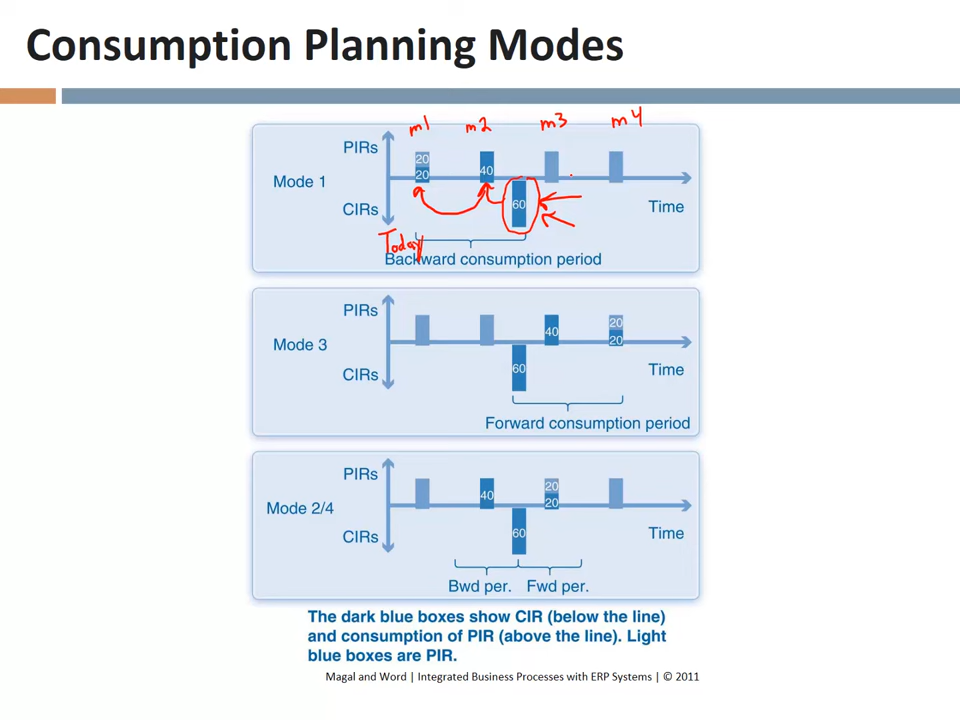 Consumption Planning Modes
m1 m2 m3 m4
PIRs
20
20 40
Mode 1
CIRs 60 Time
Today
Backward consumption period
PIRs
40 20
20
Mode 3
CIRs 60 Time
Forward consumption period
PIRs
40 20
20
Mode 2/4
CIRs 60 Time
Bwd per. Fwd per.
The dark blue boxes show CIR (below the line)
and consumption of PIR (above the line). Light
blue boxes are PIR.
Magal and Word | Integrated Business Processes with ERP Systems | © 2011